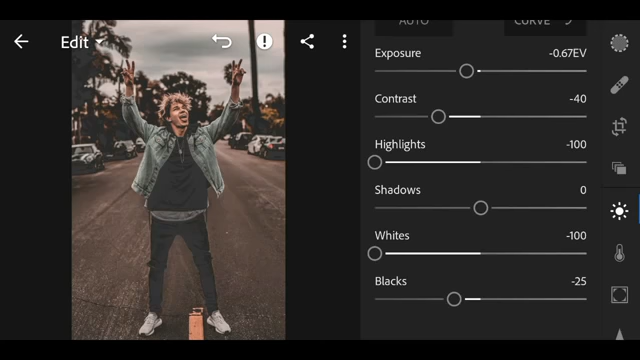 AUTO
CURVE
Edit
Exposure -0.67EV
Contrast -40
Highlights -100
Shadows 0
Whites -100
Blacks -25